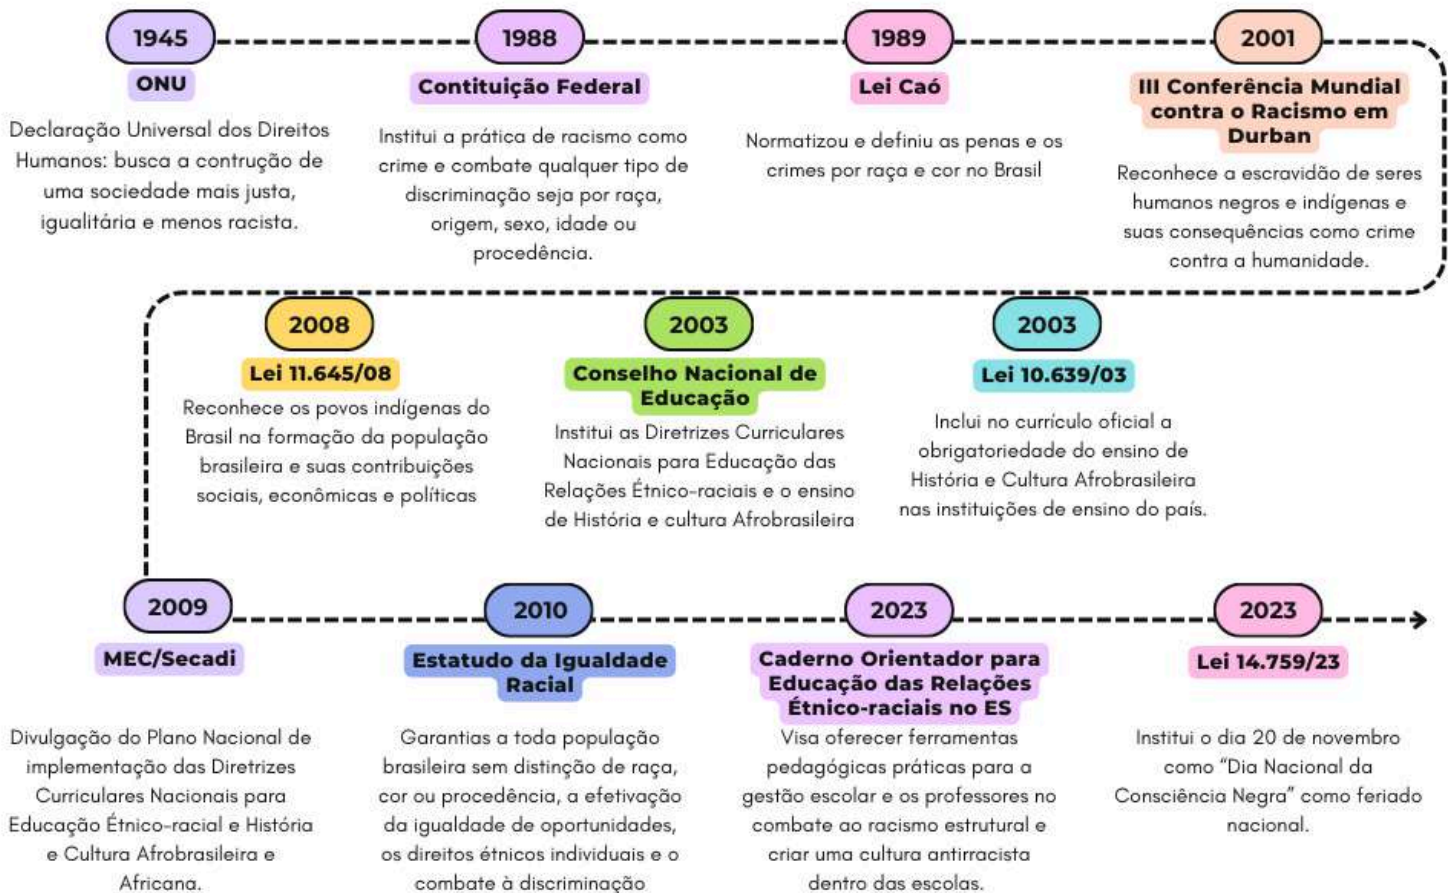 1945
ONU
Declaração Universal dos Direitos
Humanos: busca a contrução de
uma sociedade mais justa,
igualitária e menos racista.
1988
Contituição Federal
Institui a prática de racismo como
crime e combate qualquer tipo de
discriminação seja por raça,
origem, sexo, idade ou
procedência.
1989
Lei Caó
Normatizou e definiu as penas e os
crimes por raça e cor no Brasil
2001
III Conferência Mundial
contra o Racismo em
Durban
Reconhece a escravidão de seres
humanos negros e indígenas e
suas consequências como crime
contra a humanidade.
2008
Lei 11.645/08
Reconhece os povos indígenas do
Brasil na formação da população
brasileira e suas contribuições
sociais, econômicas e políticas
2003
Conselho Nacional de
Educação
Institui as Diretrizes Curriculares
Nacionais para Educação das
Relações Étnico-raciais e o ensino
de História e cultura Afrobrasileira
2003
Lei 10.639/03
Inclui no currículo oficial a
obrigatoriedade do ensino de
História e Cultura Afrobrasileira
nas instituições de ensino do país.
2009
MEC/Secadi
Divulgação do Plano Nacional de
implementação das Diretrizes
Curriculares Nacionais para
Educação Étnico-racial e História
e Cultura Afrobrasileira e
Africana.
2010
Estatudo da Igualdade
Racial
Garantias a toda população
brasileira sem distinção de raça,
cor ou procedência, a efetivação
da igualdade de oportunidades,
os direitos étnicos individuais e o
combate à discriminação
2023
Caderno Orientador para
Educação das Relações
Étnico-raciais no ES
Visa oferecer ferramentas
pedagógicas práticas para a
gestão escolar e os professores no
combate ao racismo estrutural e
criar uma cultura antirracista
dentro das escolas.
2023
Lei 14.759/23
Institui o dia 20 de novembro
como “Dia Nacional da
Consciência Negra” como feriado
nacional.